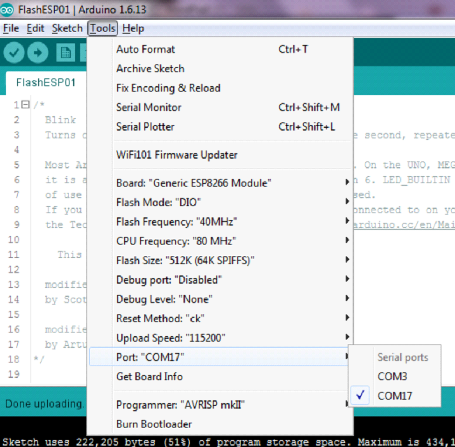 FlashESP01 | Arduino 1.6.13
File Edit Sketch Tools Help
Auto Format Ctrl+T
Archive Sketch
Fix Encoding & Reload
Serial Monitor Ctrl+Shift+M
Serial Plotter Ctrl+Shift+L
WiFi101 Firmware Updater
Board: "Generic ESP8266 Module"
Flash Mode: "DIO"
Flash Frequency: "40MHz"
CPU Frequency: "80 MHz"
Flash Size: "512K (64K SPIFFS)"
Debug port: "Disabled"
Debug Level: "None"
Reset Method: "ck"
Upload Speed: "115200"
Port: "COM17"
Get Board Info
Programmer: "AVRISP mkII"
Burn Bootloader
Serial ports
COM3
COM17
FlashESP01
1 /*
2 Blink
3 Turns o e second, repeate
4
5 Most Ar . On the UNO, MEG
6 it is a 6. LED_BUILTIN
7 of use sed.
8 If you onnected to on yo
9 the Tec arduino.cc/en/Mai
10
11 This
12
13 modifie
14 by Scot
15
16 modifie
17 by Artu
18 */
19
Done uploading.
Sketch uses 222,205 bytes (51%) of program storage space. Maximum is 434,1